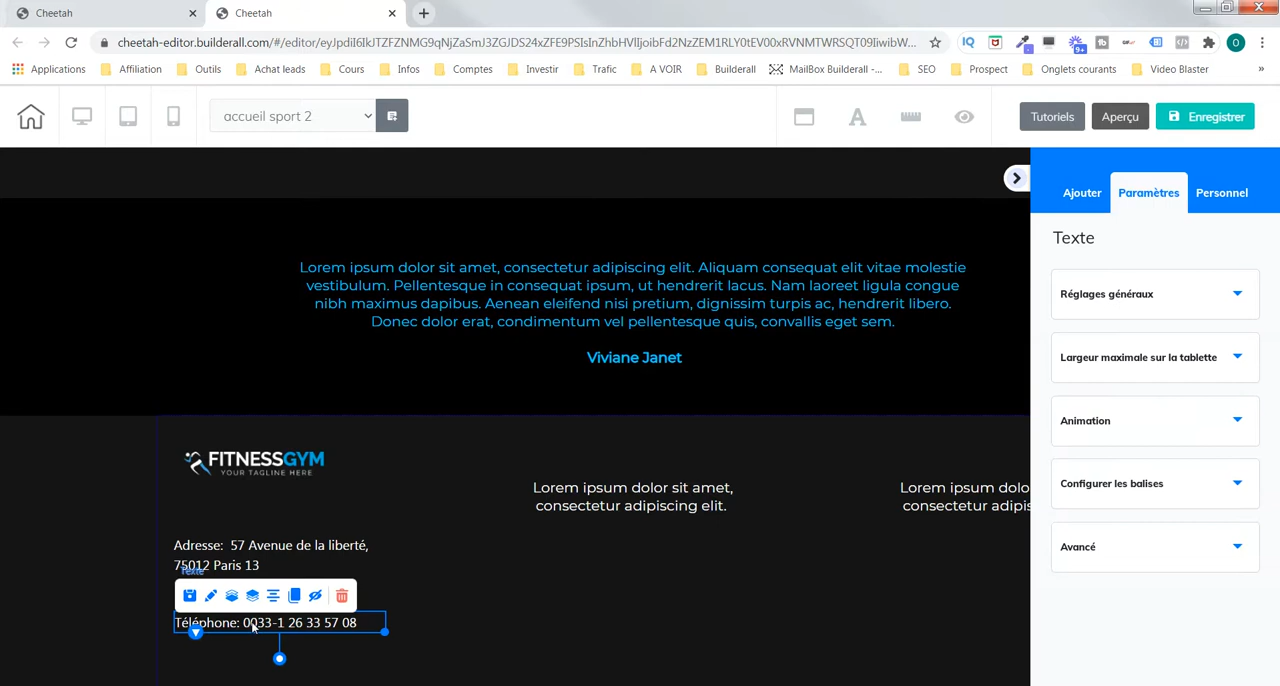 Cheetah
Cheetah
cheetah-editor.builderall.com/#/editor/eyJpdiI6IkJTZFZNMG9qNjZaSmJ3ZGJDS24xZFE9PSIsInZhbHVlIjoibFd2NzZEM1RLY0tEV00xRVNMTWRSQT09IiwibW...
Applications
Affiliation
Outils
Achat leads
Cours
Infos
Comptes
Investir
Trafic
A VOIR
Builderall
MailBox Builderall -...
SEO
Prospect
Onglets courants
Video Blaster
accueil sport 2
Tutoriels
Aperçu
Enregistrer
Ajouter
Paramètres
Personnel
Texte
Réglages généraux
Largeur maximale sur la tablette
Animation
Configurer les balises
Avancé
Lorem ipsum dolor sit amet, consectetur adipiscing elit. Aliquam consequat elit vitae molestie
vestibulum. Pellentesque in consequat ipsum, ut hendrerit lacus. Nam laoreet ligula congue
nibh maximus dapibus. Aenean eleifend nisi pretium, dignissim turpis ac, hendrerit libero.
Donec dolor erat, condimentum vel pellentesque quis, convallis eget sem.
Viviane Janet
FITNESSGYM
YOUR TAGLINE HERE
Lorem ipsum dolor sit amet,
consectetur adipiscing elit.
Lorem ipsum dolo
consectetur adipis
Adresse:  57 Avenue de la liberté,
75012 Paris 13
Texte
Téléphone: 0033-1 26 33 57 08